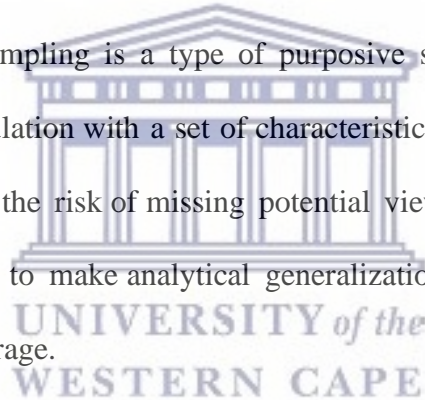 mpling is a type of purposive s
ulation with a set of characteristic
the risk of missing potential vie
to make analytical generalizatio
UNIVERSITY of the
rage.
WESTERN CAPE